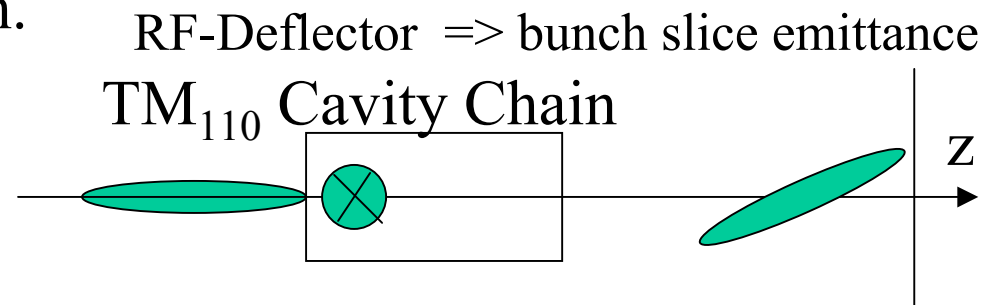 n.
RF-Deflector => bunch slice emittance
TM₁₁₀ Cavity Chain
z